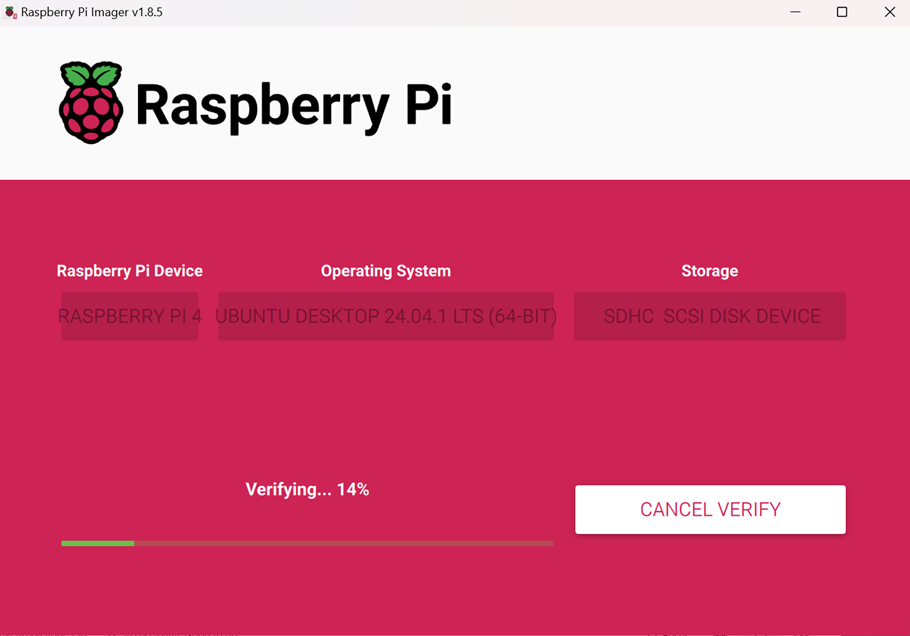 Raspberry Pi Imager v1.8.5
Raspberry Pi
Raspberry Pi Device Operating System Storage
RASPBERRY PI 4 UBUNTU DESKTOP 24.04.1 LTS (64-BIT) SDHC SCSI DISK DEVICE
Verifying... 14%
CANCEL VERIFY